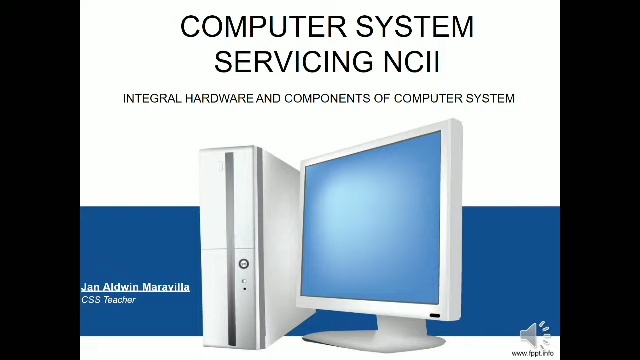 COMPUTER SYSTEM
SERVICING NCII
INTEGRAL HARDWARE AND COMPONENTS OF COMPUTER SYSTEM
Jan Aldwin Maravilla
CSS Teacher
www.fppt.info